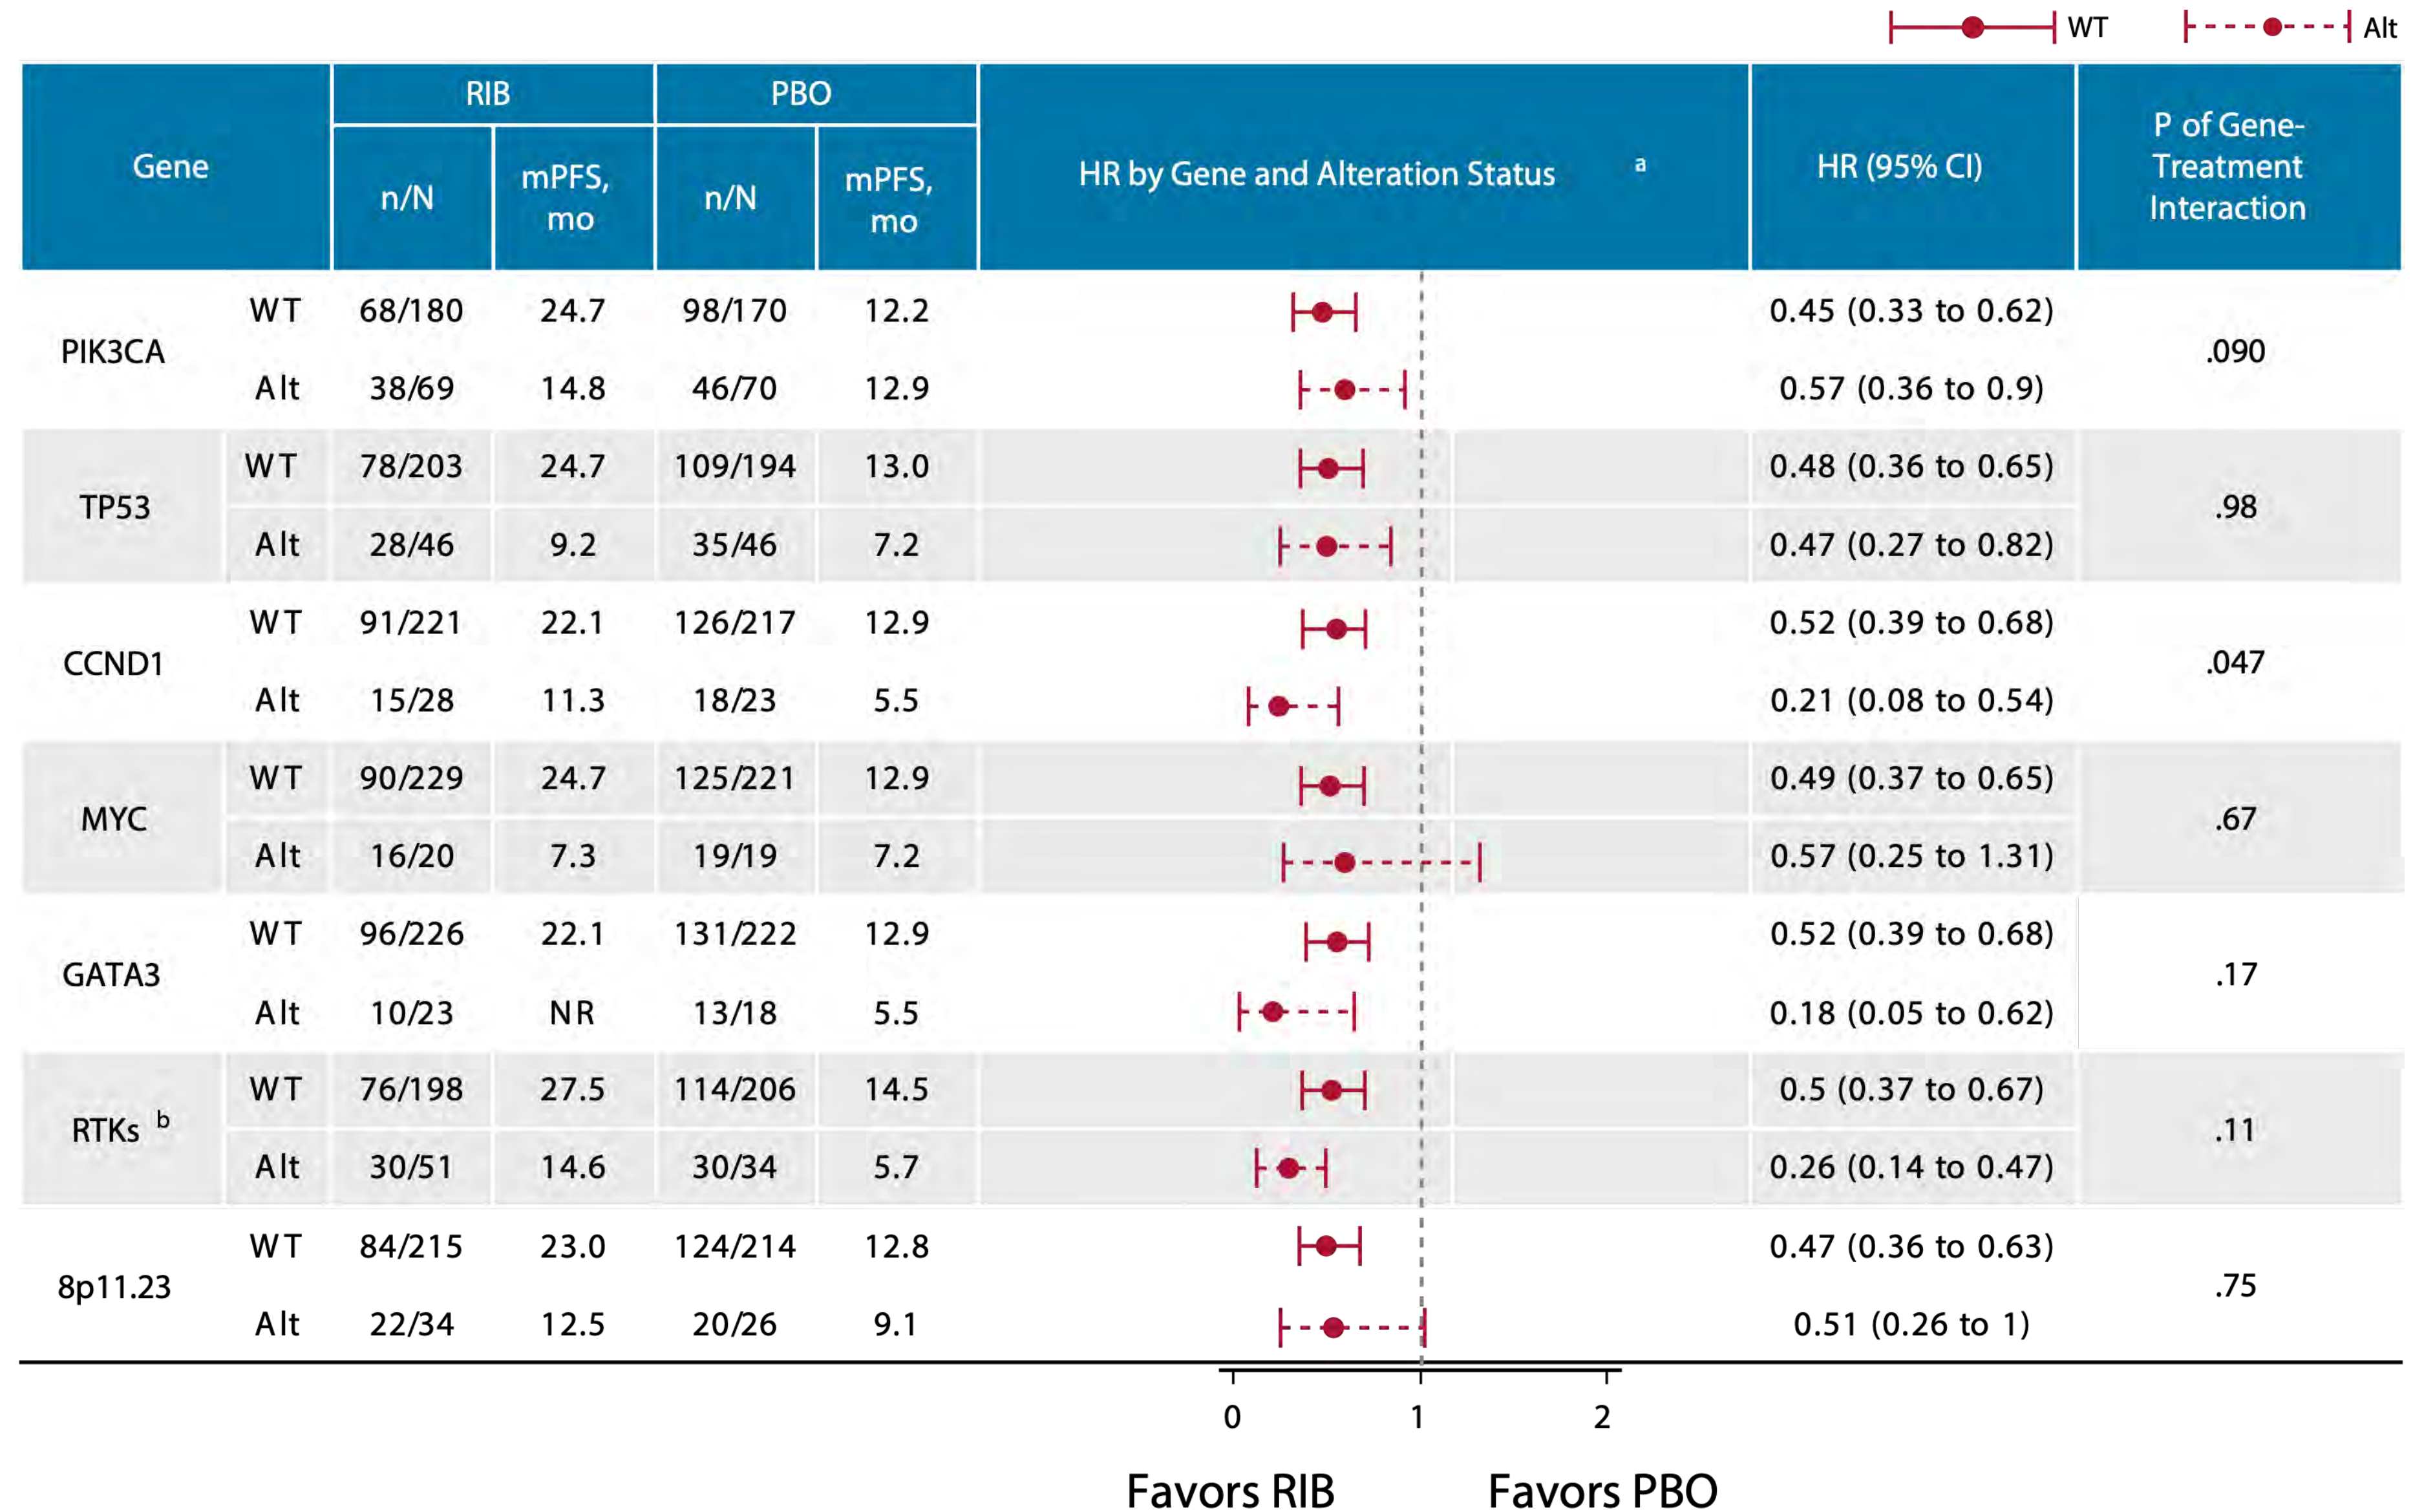 WT Alt
RIB PBO
Gene n/N mPFS, mo n/N mPFS, mo HR by Gene and Alteration Status a HR (95% CI) P of Gene-Treatment Interaction
PIK3CA
WT 68/180 24.7 98/170 12.2 0.45 (0.33 to 0.62)
.090
Alt 38/69 14.8 46/70 12.9 0.57 (0.36 to 0.9)
TP53
WT 78/203 24.7 109/194 13.0 0.48 (0.36 to 0.65)
.98
Alt 28/46 9.2 35/46 7.2 0.47 (0.27 to 0.82)
CCND1
WT 91/221 22.1 126/217 12.9 0.52 (0.39 to 0.68)
.047
Alt 15/28 11.3 18/23 5.5 0.21 (0.08 to 0.54)
MYC
WT 90/229 24.7 125/221 12.9 0.49 (0.37 to 0.65)
.67
Alt 16/20 7.3 19/19 7.2 0.57 (0.25 to 1.31)
GATA3
WT 96/226 22.1 131/222 12.9 0.52 (0.39 to 0.68)
.17
Alt 10/23 NR 13/18 5.5 0.18 (0.05 to 0.62)
RTKs b
WT 76/198 27.5 114/206 14.5 0.5 (0.37 to 0.67)
.11
Alt 30/51 14.6 30/34 5.7 0.26 (0.14 to 0.47)
8p11.23
WT 84/215 23.0 124/214 12.8 0.47 (0.36 to 0.63)
.75
Alt 22/34 12.5 20/26 9.1 0.51 (0.26 to 1)
0 1 2
Favors RIB Favors PBO